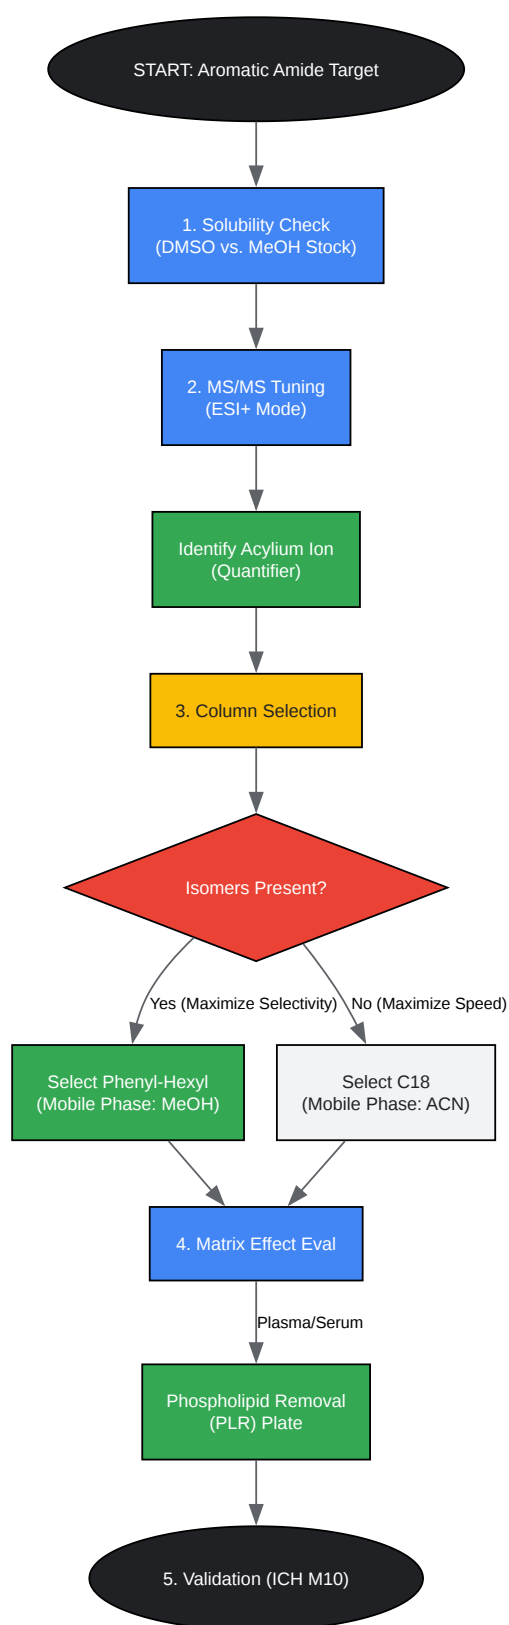 START: Aromatic Amide Target
1. Solubility Check
(DMSO vs. MeOH Stock)
2. MS/MS Tuning
(ESI+ Mode)
Identify Acylium Ion
(Quantifier)
3. Column Selection
Isomers Present?
Yes (Maximize Selectivity)
No (Maximize Speed)
Select Phenyl-Hexyl
(Mobile Phase: MeOH)
Select C18
(Mobile Phase: ACN)
4. Matrix Effect Eval
Plasma/Serum
Phospholipid Removal
(PLR) Plate
5. Validation (ICH M10)